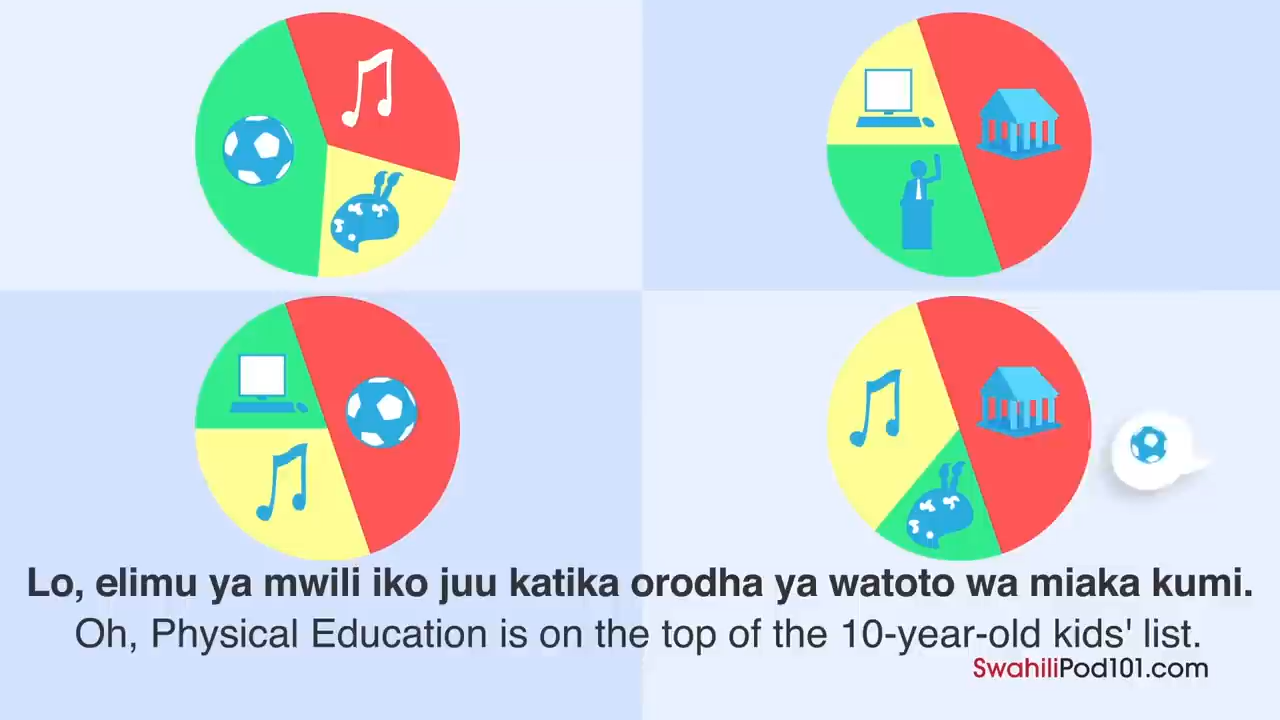 Lo, elimu ya mwili iko juu katika orodha ya watoto wa miaka kumi.
Oh, Physical Education is on the top of the 10-year-old kids' list.
SwahiliPod101.com